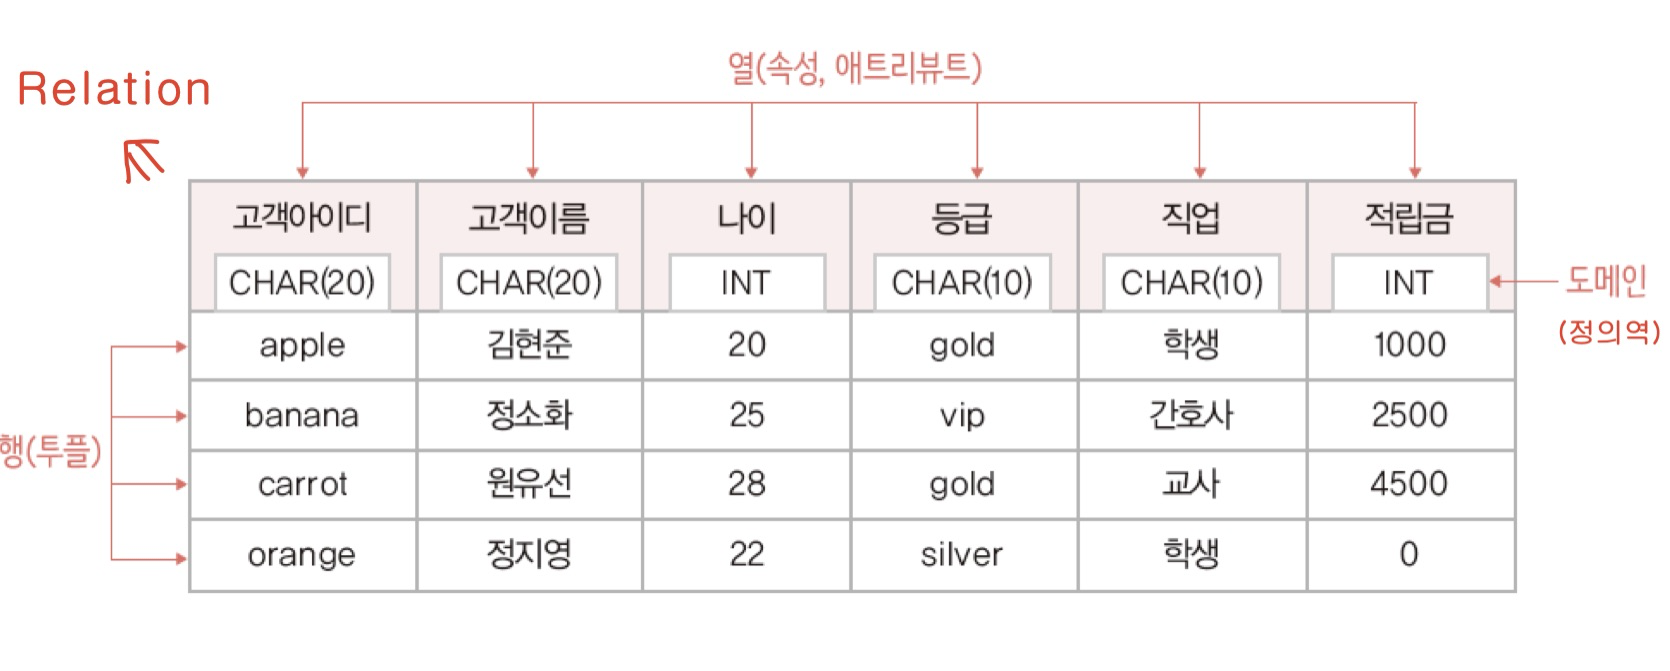 열(속성, 애트리뷰트)
Relation
고객아이디 고객이름 나이 등급 직업 적립금
CHAR(20) CHAR(20) INT CHAR(10) CHAR(10) INT 도메인
(정의역)
apple 김현준 20 gold 학생 1000
banana 정소화 25 vip 간호사 2500
행(투플)
carrot 원유선 28 gold 교사 4500
orange 정지영 22 silver 학생 0